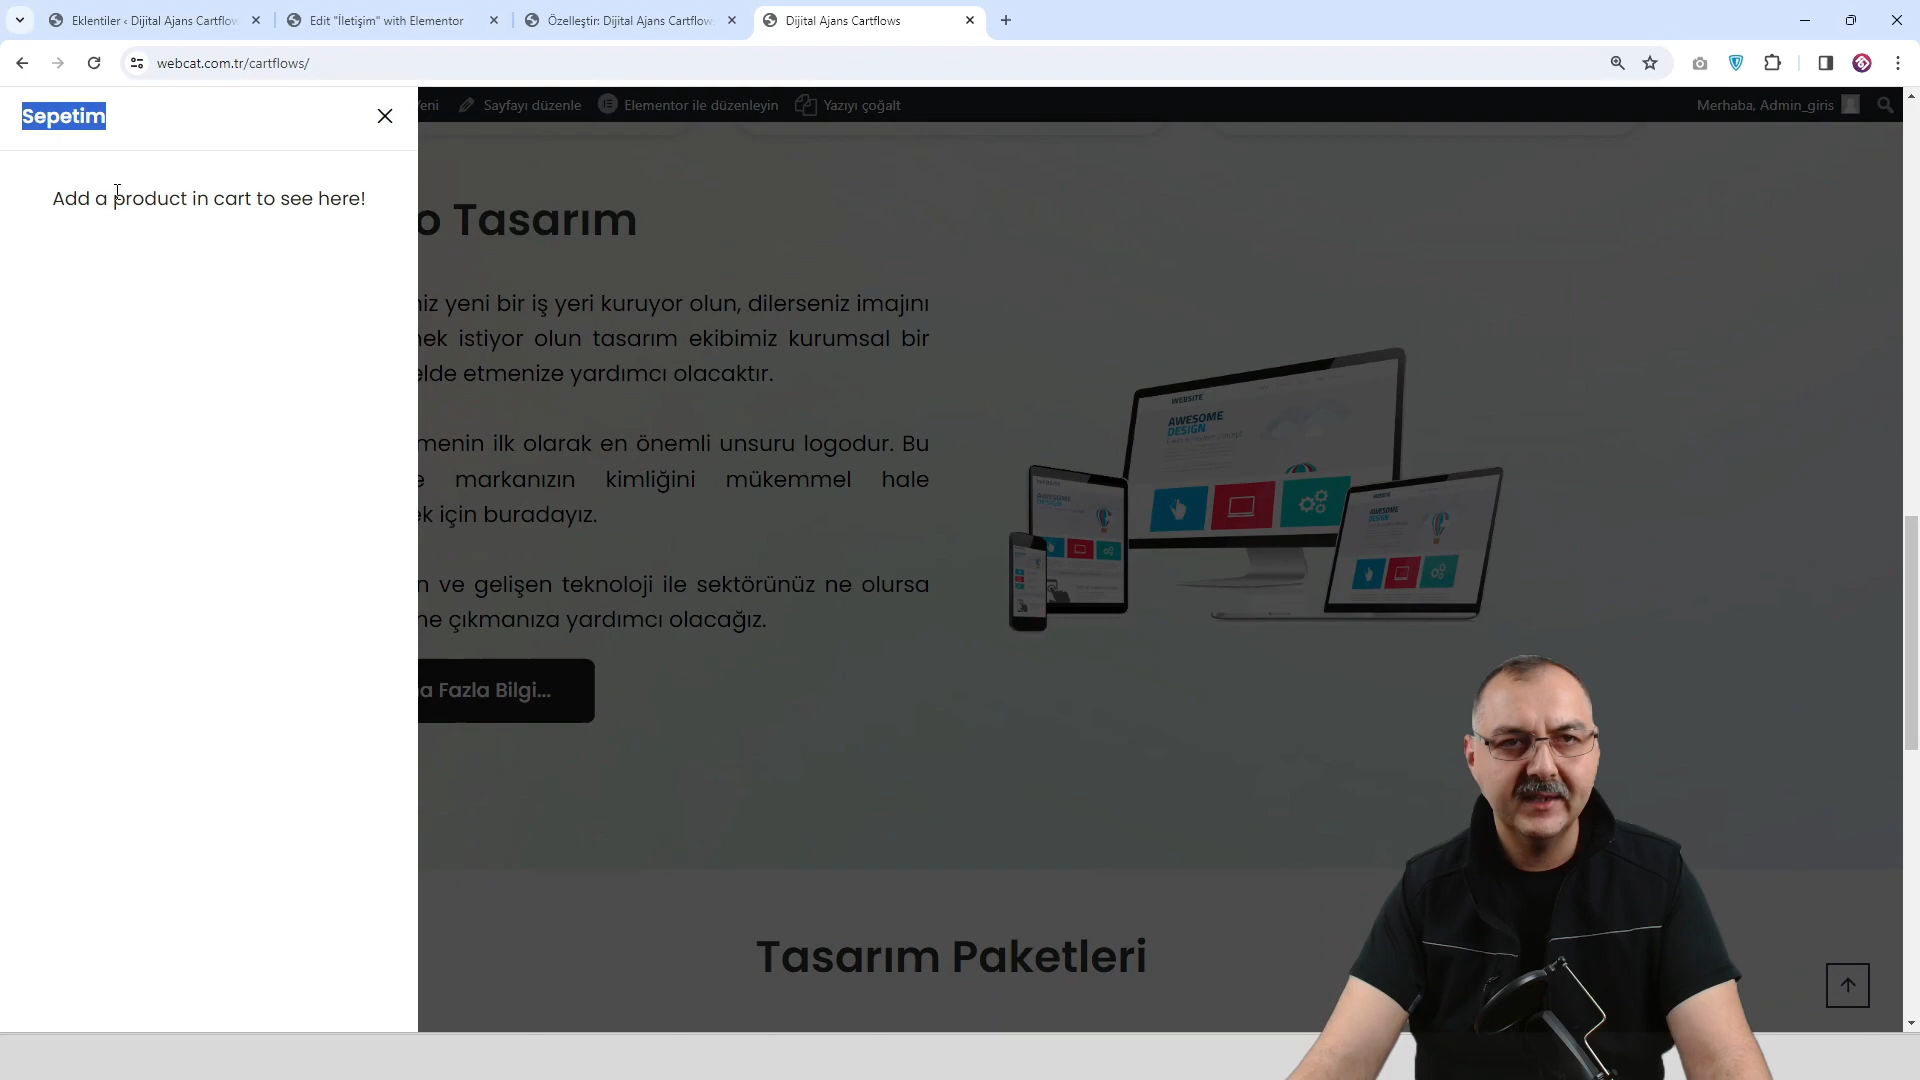 Eklentiler ‹ Dijital Ajans Cartflow
Edit "İletişim" with Elementor
Özelleştir: Dijital Ajans Cartflow
Dijital Ajans Cartflows
webcat.com.tr/cartflows/
Sayfayı düzenle
Elementor ile düzenleyin
Yazıyı çoğalt
Merhaba, Admin_giris
Sepetim
Add a product in cart to see here!
o Tasarım
iz yeni bir iş yeri kuruyor olun, dilerseniz imajını
ek istiyor olun tasarım ekibimiz kurumsal bir
elde etmenize yardımcı olacaktır.
menin ilk olarak en önemli unsuru logodur. Bu
e markanızın kimliğini mükemmel hale
k için buradayız.
n ve gelişen teknoloji ile sektörünüz ne olursa
ne çıkmanıza yardımcı olacağız.
a Fazla Bilgi...
WEBSITE
AWESOME
DESIGN
Tasarım Paketleri